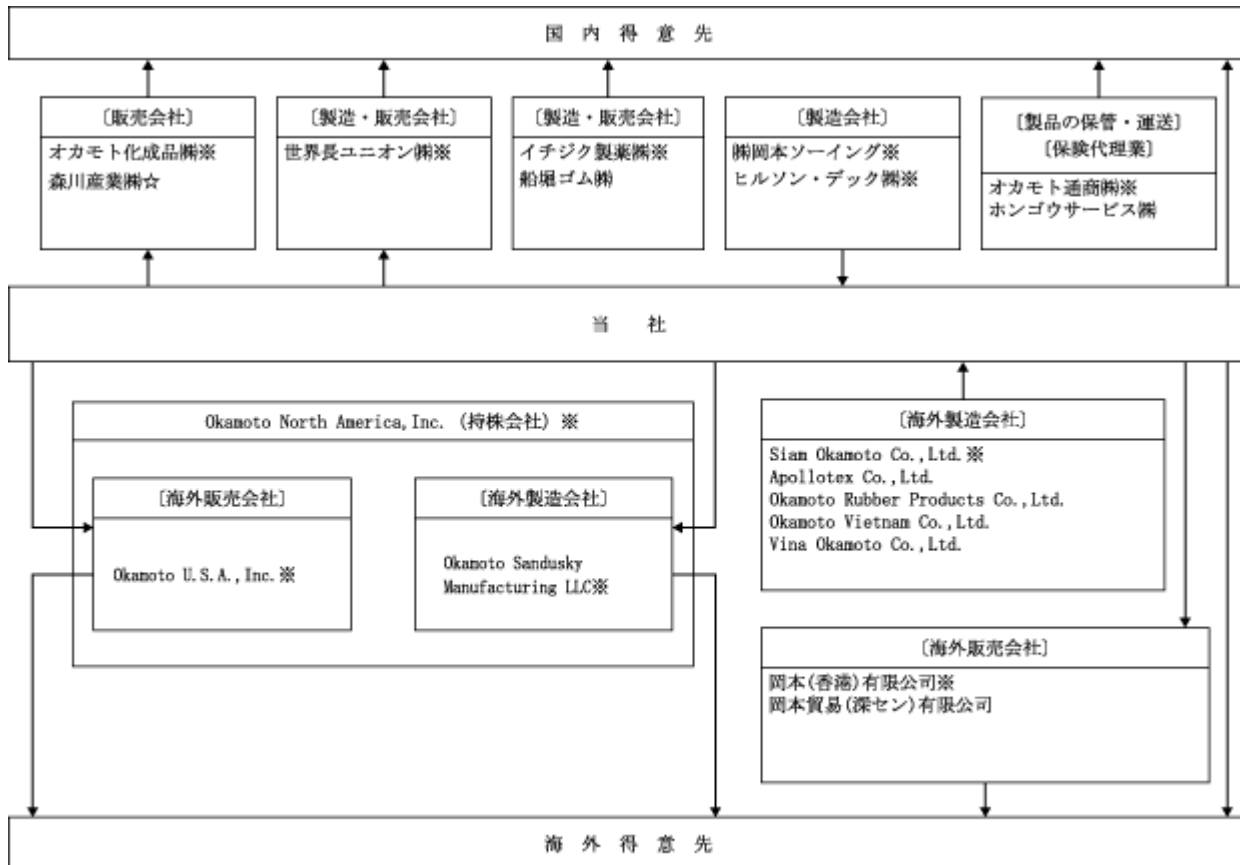 国内得意先
〔販売会社〕
オカモト化成品㈱※
森川産業㈱☆
〔製造・販売会社〕
世界長ユニオン㈱※
〔製造・販売会社〕
イチジク製薬㈱※
船堀ゴム㈱
〔製造会社〕
㈱岡本ソーイング※
ヒルソン・デック㈱※
〔製品の保管・運送〕
〔保険代理業〕
オカモト通商㈱※
ホンゴウサービス㈱
当社
Okamoto North America,Inc. (持株会社) ※
〔海外販売会社〕
Okamoto U.S.A.,Inc.※
〔海外製造会社〕
Okamoto Sandusky
Manufacturing LLC※
〔海外製造会社〕
Siam Okamoto Co.,Ltd.※
Apollotex Co.,Ltd.
Okamoto Rubber Products Co.,Ltd.
Okamoto Vietnam Co.,Ltd.
Vina Okamoto Co.,Ltd.
〔海外販売会社〕
岡本(香港)有限公司※
岡本貿易(深セン)有限公司
海外得意先